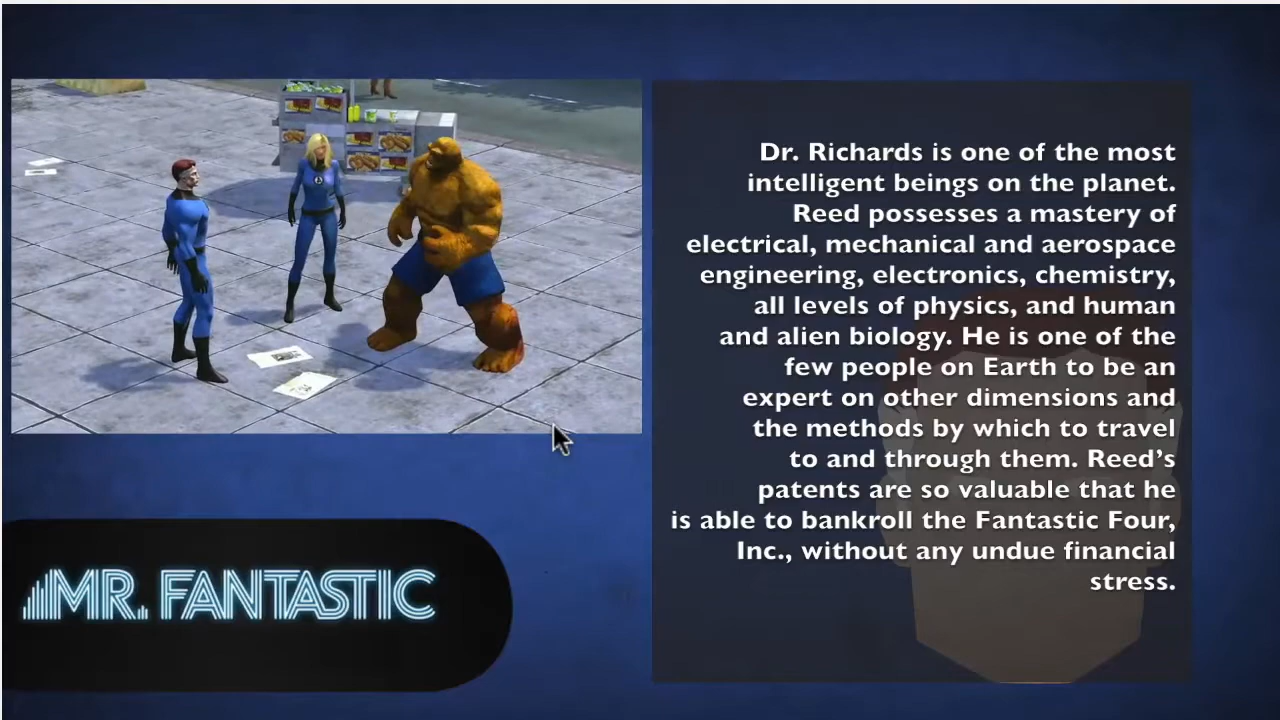 Dr. Richards is one of the most
intelligent beings on the planet.
Reed possesses a mastery of
electrical, mechanical and aerospace
engineering, electronics, chemistry,
all levels of physics, and human
and alien biology. He is one of the
few people on Earth to be an
expert on other dimensions and
the methods by which to travel
to and through them. Reed’s
patents are so valuable that he
is able to bankroll the Fantastic Four,
Inc., without any undue financial
stress.
MR. FANTASTIC